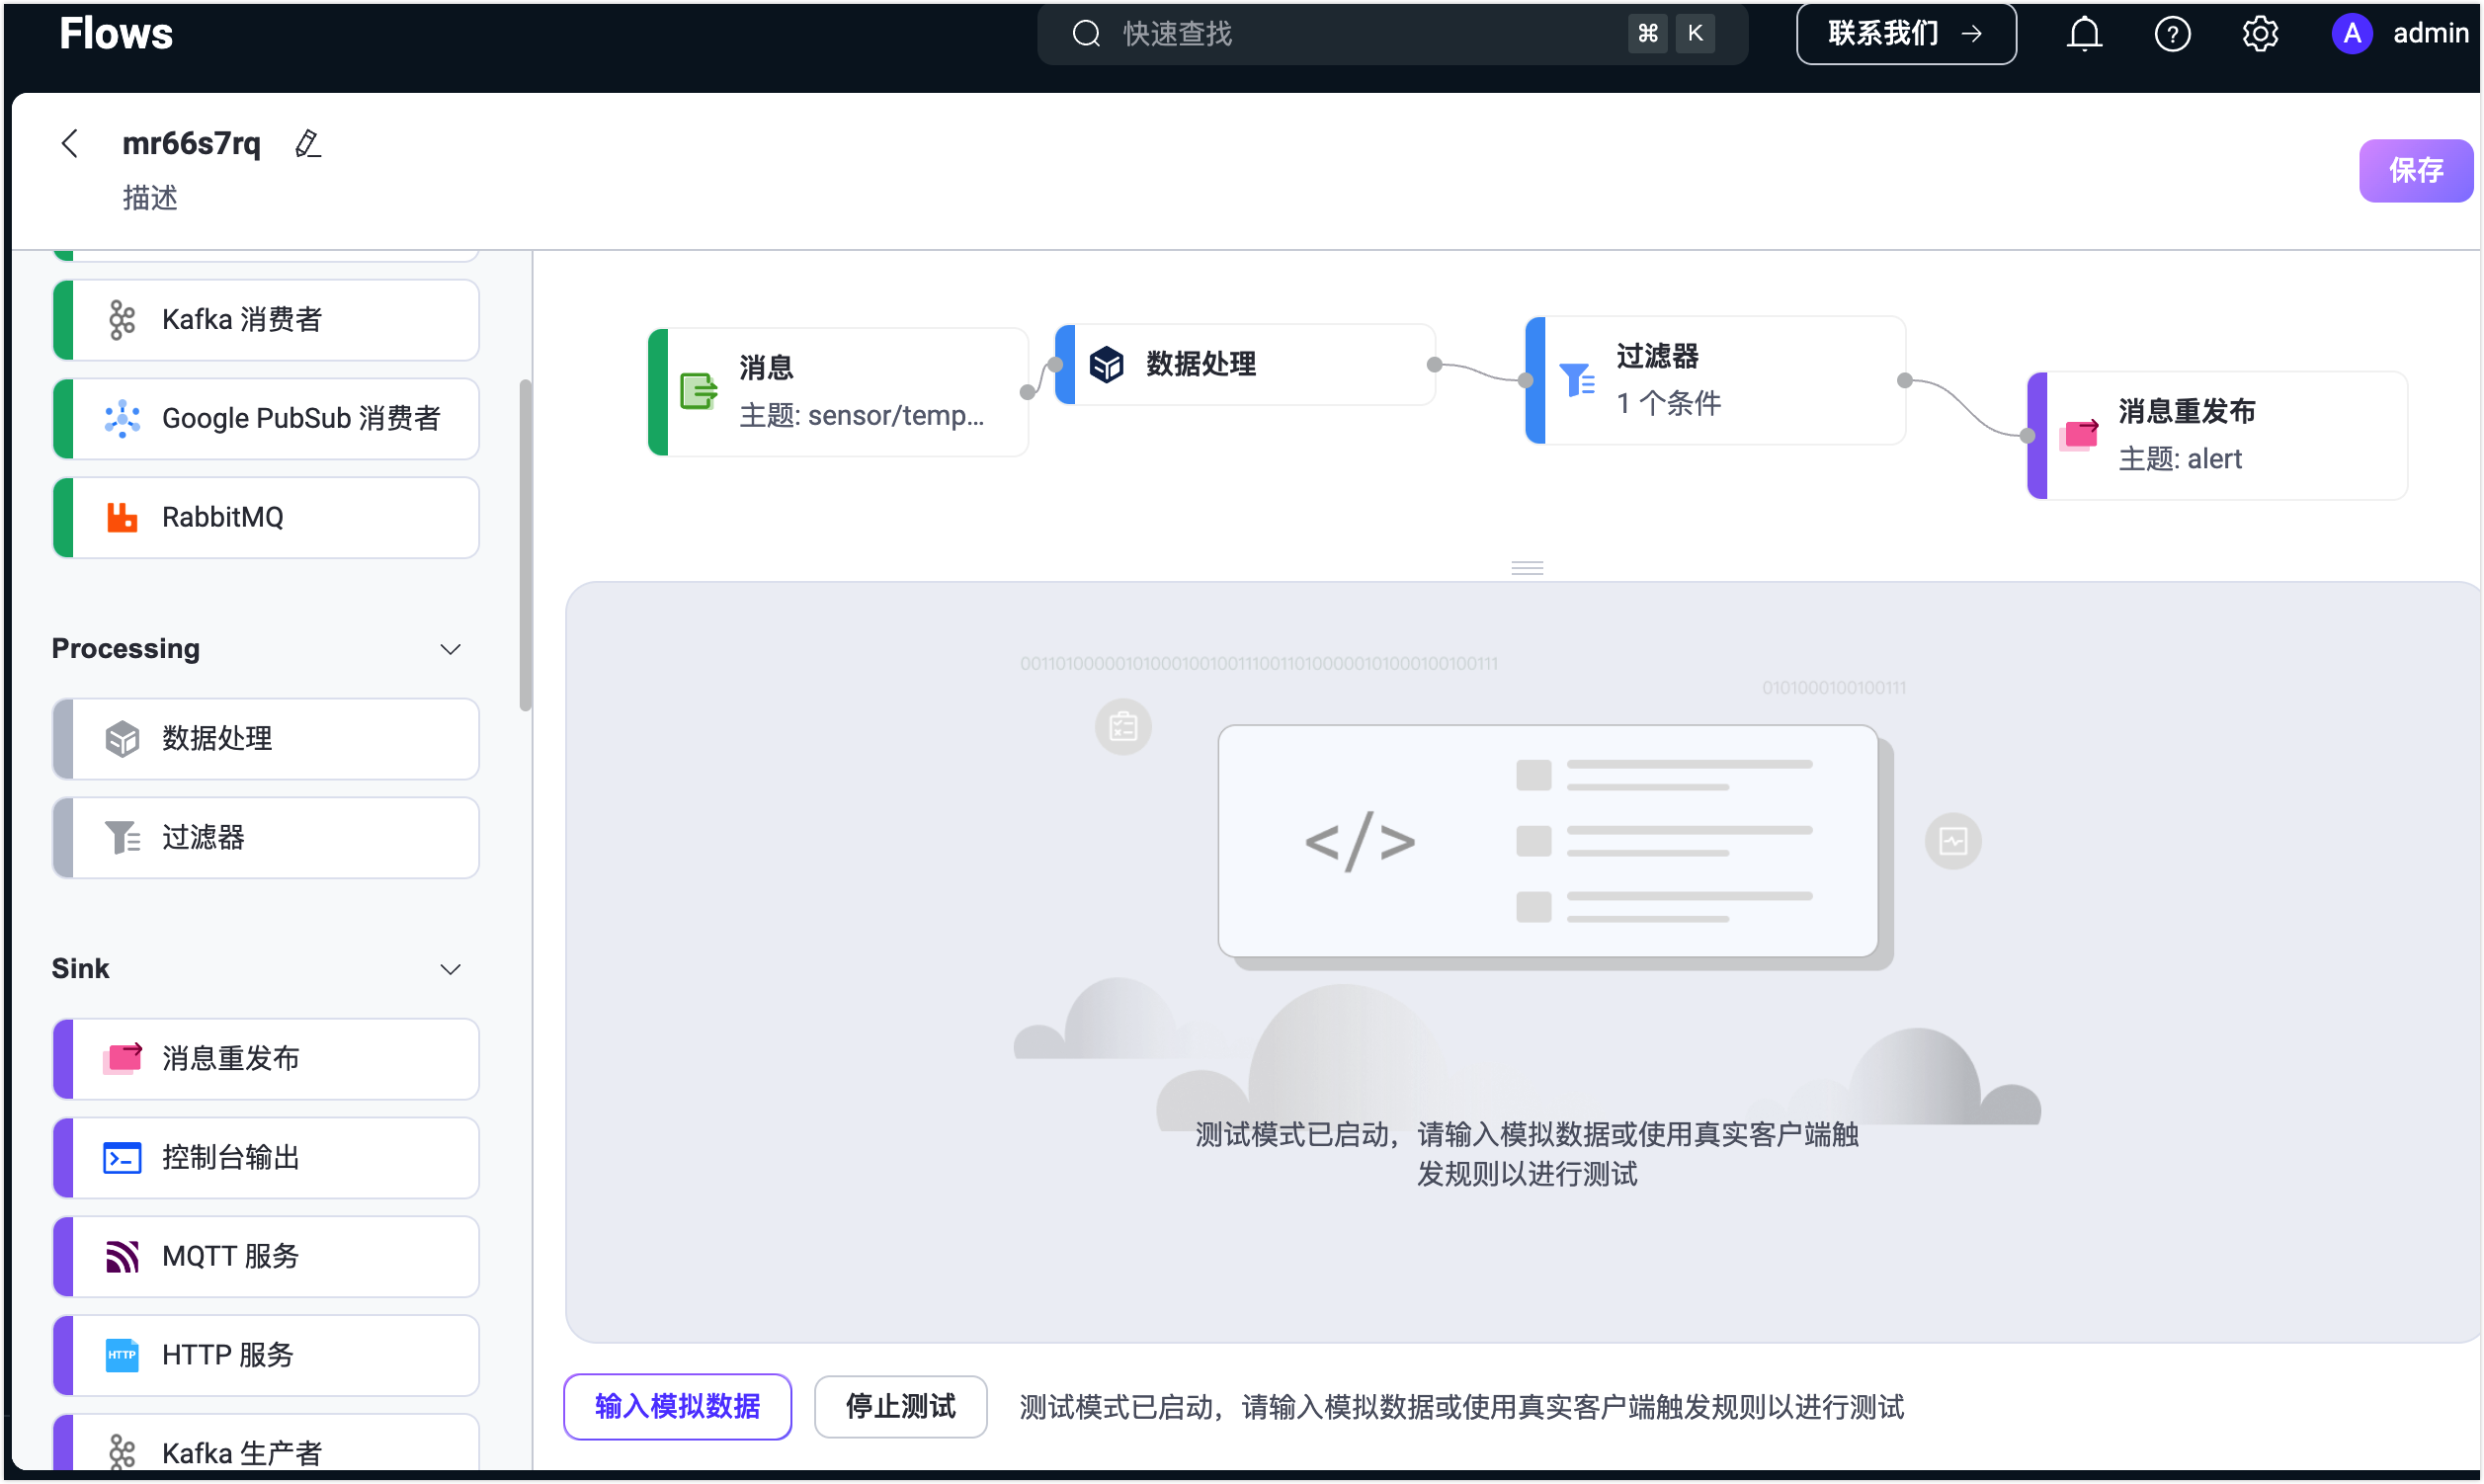 Flows
快速查找
⌘ K
联系我们 →
A admin
mr66s7rq
描述
保存
Kafka 消费者
Google PubSub 消费者
RabbitMQ
Processing
数据处理
过滤器
Sink
消息重发布
控制台输出
MQTT 服务
HTTP
HTTP 服务
Kafka 生产者
消息
主题: sensor/temp...
数据处理
过滤器
1 个条件
消息重发布
主题: alert
0101000100100111
</>
测试模式已启动，请输入模拟数据或使用真实客户端触
发规则以进行测试
输入模拟数据
停止测试
测试模式已启动，请输入模拟数据或使用真实客户端触发规则以进行测试